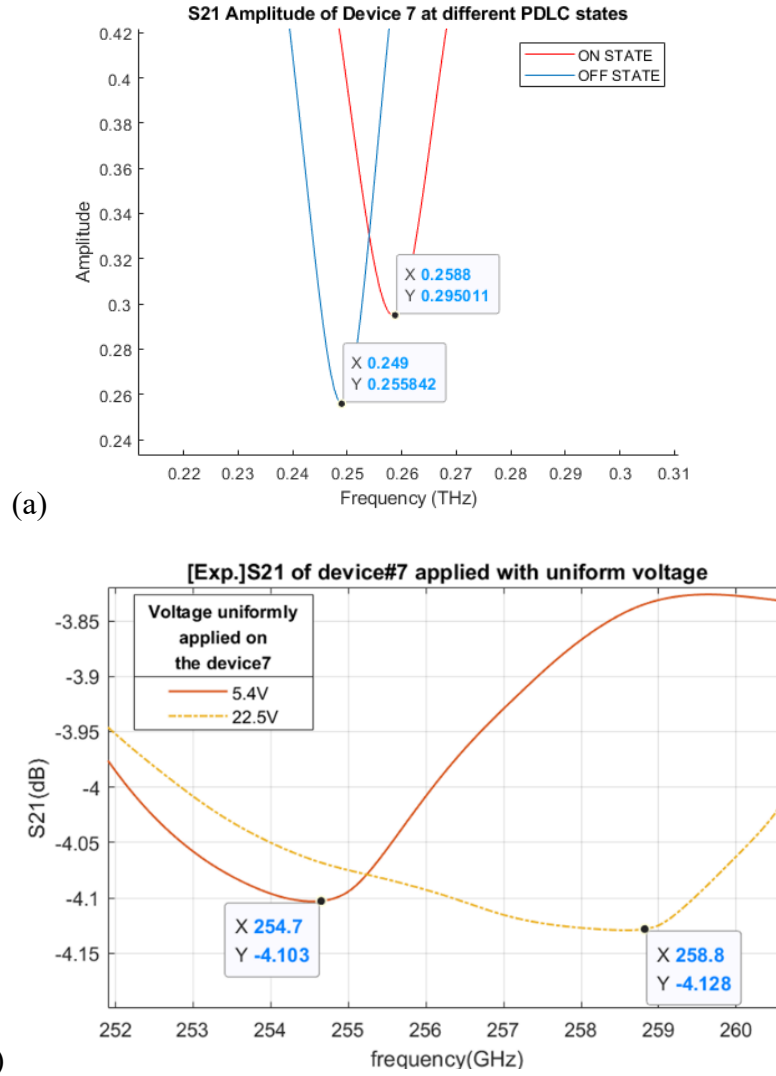 S21 Amplitude of Device 7 at different PDLC states
0.42
0.4
0.38
0.36
0.34
0.32
0.3
0.28
0.26
0.24
Amplitude
ON STATE
OFF STATE
X 0.2588
Y 0.295011
X 0.249
Y 0.255842
0.22 0.23 0.24 0.25 0.26 0.27 0.28 0.29 0.3 0.31
Frequency (THz)
(a)
[Exp.]S21 of device#7 applied with uniform voltage
-3.85
-3.9
-3.95
-4
-4.05
-4.1
-4.15
S21(dB)
Voltage uniformly
applied on
the device7
5.4V
22.5V
X 254.7
Y -4.103
X 258.8
Y -4.128
252 253 254 255 256 257 258 259 260
frequency(GHz)
)